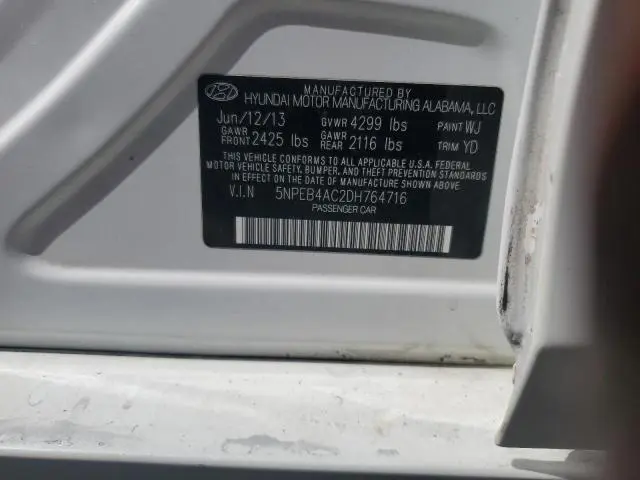 MANUFACTURED BY
HYUNDAI MOTOR MANUFACTURING ALABAMA, LLC
Jun/12/13 GVWR 4299 lbs PAINT WJ
GAWR FRONT 2425 lbs GAWR REAR 2116 lbs TRIM YD
THIS VEHICLE CONFORMS TO ALL APPLICABLE U.S.A. FEDERAL
MOTOR VEHICLE SAFETY, BUMPER, AND THEFT PREVENTION STANDARDS
IN EFFECT ON THE DATE OF MANUFACTURE SHOWN ABOVE.
V.I.N 5NPEB4AC2DH764716
PASSENGER CAR